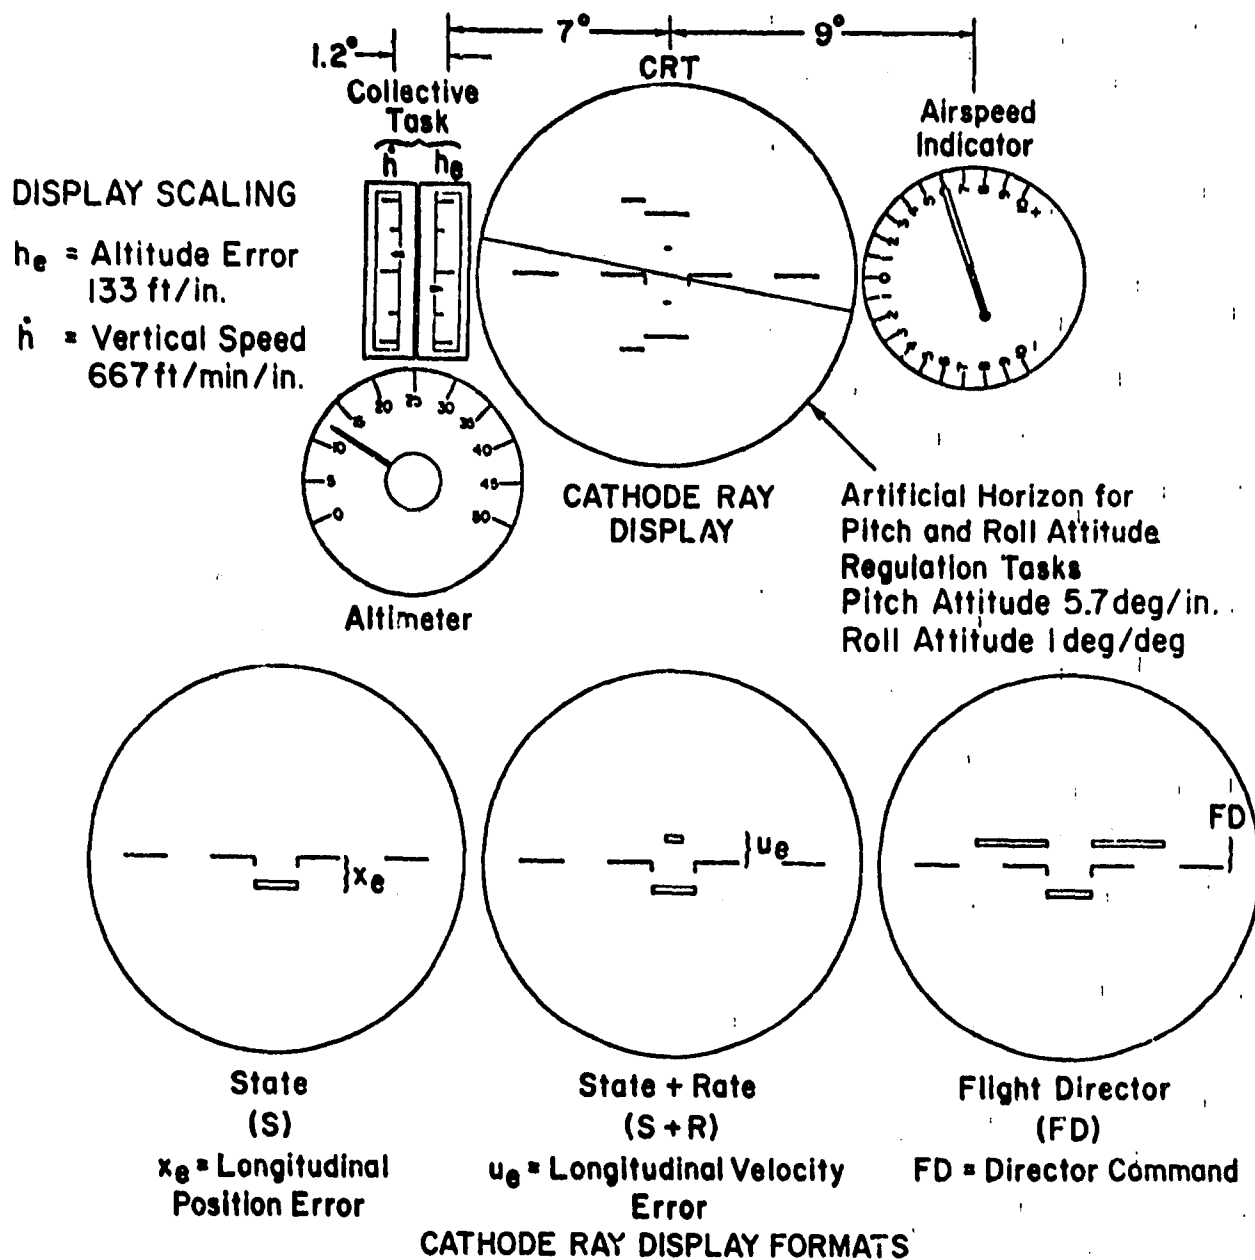 7° 9°
1.2°
CRT
Collective
Task
ḣ he
Airspeed
Indicator
DISPLAY SCALING
he = Altitude Error
133 ft/in.
ḣ = Vertical Speed
667 ft/min/in.
0 5 10 15 20 25 30 35 40 45 50
Altimeter
CATHODE RAY
DISPLAY
Artificial Horizon for
Pitch and Roll Attitude
Regulation Tasks
Pitch Attitude 5.7 deg/in.
Roll Attitude 1 deg/deg
xe
ue
FD
State
(S)
xe = Longitudinal
Position Error
State + Rate
(S + R)
ue = Longitudinal Velocity
Error
Flight Director
(FD)
FD = Director Command
CATHODE RAY DISPLAY FORMATS